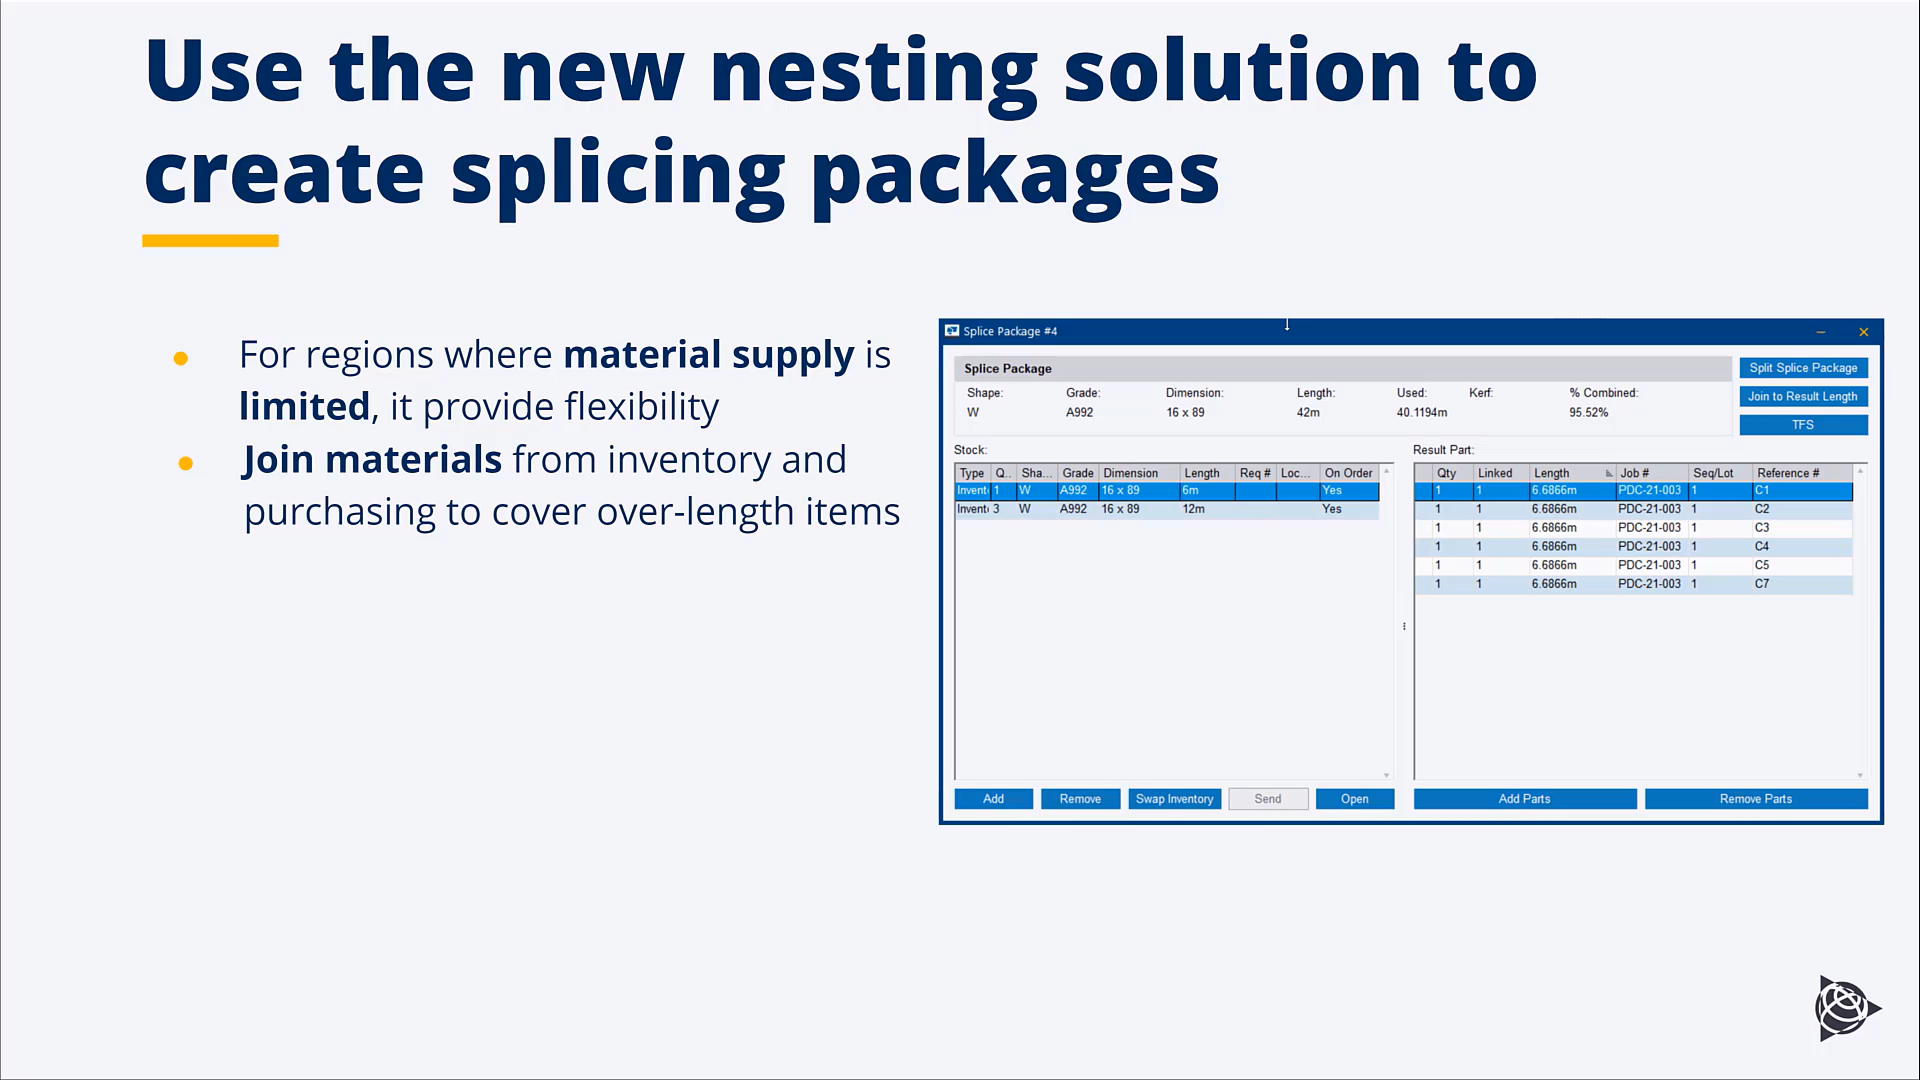 Use the new nesting solution to
create splicing packages
For regions where material supply is
limited, it provide flexibility
Join materials from inventory and
purchasing to cover over-length items
Splice Package #4
Splice Package
Shape: Grade: Dimension: Length: Used: Kerf: % Combined:
W A992 16 x 89 42m 40.1194m 95.52%
Split Splice Package
Join to Result Length
TFS
Stock:
Type Q.. Sha... Grade Dimension Length Req # Loc... On Order
Invent 1 W A992 16 x 89 6m Yes
Invent 3 W A992 16 x 89 12m Yes
Add Remove Swap Inventory Send Open
Result Part:
Qty Linked Length Job # Seq/Lot Reference #
1 1 6.6866m PDC-21-003 1 C1
1 1 6.6866m PDC-21-003 1 C2
1 1 6.6866m PDC-21-003 1 C3
1 1 6.6866m PDC-21-003 1 C4
1 1 6.6866m PDC-21-003 1 C5
1 1 6.6866m PDC-21-003 1 C7
Add Parts Remove Parts